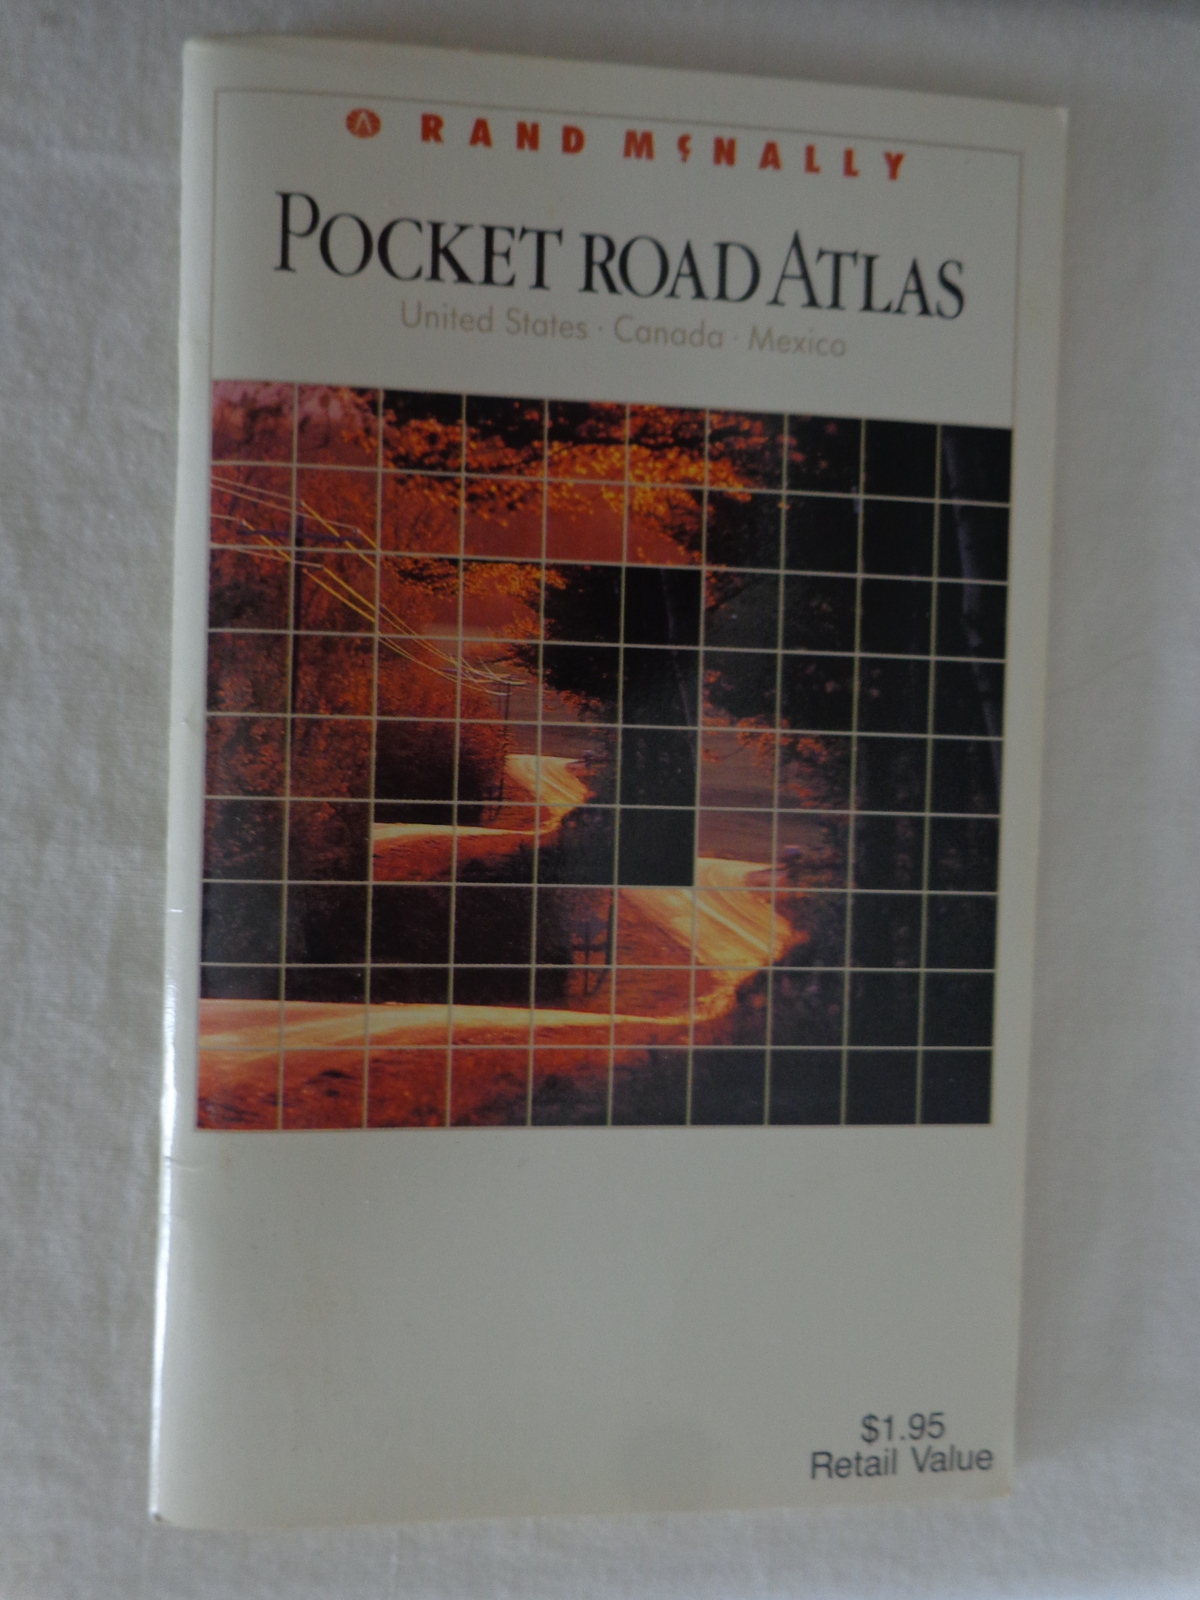 RAND McNALLY
POCKET ROAD ATLAS
United States · Canada · Mexico
$1.95
Retail Value